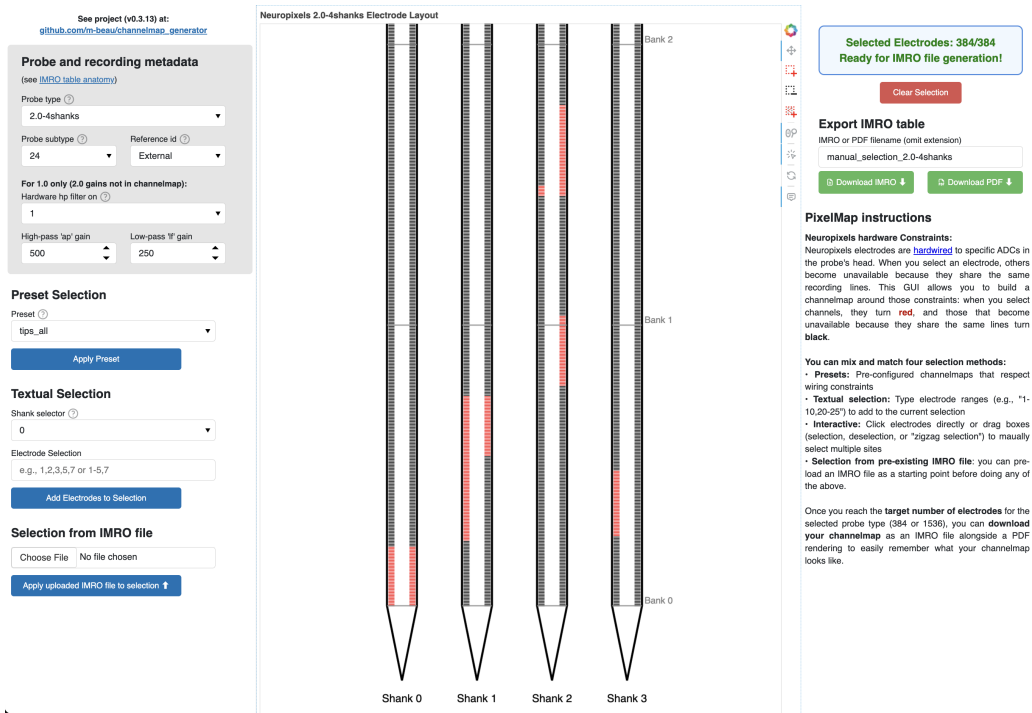 See project (v0.3.13) at:
github.com/m-beau/channelmap_generator
Probe and recording metadata
(see IMRO table anatomy)
Probe type ?
2.0-4shanks
Probe subtype ?
Reference id ?
24
External
For 1.0 only (2.0 gains not in channelmap):
Hardware hp filter on ?
1
High-pass 'ap' gain
Low-pass 'lf' gain
500
250
Preset Selection
Preset ?
tips_all
Apply Preset
Textual Selection
Shank selector ?
0
Electrode Selection
e.g., 1,2,3,5,7 or 1-5,7
Add Electrodes to Selection
Selection from IMRO file
Choose File No file chosen
Apply uploaded IMRO file to selection
Neuropixels 2.0-4shanks Electrode Layout
Bank 2
Bank 1
Bank 0
Shank 0
Shank 1
Shank 2
Shank 3
Selected Electrodes: 384/384
Ready for IMRO file generation!
Clear Selection
Export IMRO table
IMRO or PDF filename (omit extension)
manual_selection_2.0-4shanks
Download IMRO
Download PDF
PixelMap instructions
Neuropixels hardware Constraints:
Neuropixels electrodes are hardwired to specific ADCs in
the probe's head. When you select an electrode, others
become unavailable because they share the same
recording lines. This GUI allows you to build a
channelmap around those constraints: when you select
channels, they turn red, and those that become
unavailable because they share the same lines turn
black.
You can mix and match four selection methods:
• Presets: Pre-configured channelmaps that respect
wiring constraints
• Textual selection: Type electrode ranges (e.g., "1-
10,20-25") to add to the current selection
• Interactive: Click electrodes directly or drag boxes
(selection, deselection, or "zigzag selection") to maually
select multiple sites
• Selection from pre-existing IMRO file: you can pre-
load an IMRO file as a starting point before doing any of
the above.
Once you reach the target number of electrodes for the
selected probe type (384 or 1536), you can download
your channelmap as an IMRO file alongside a PDF
rendering to easily remember what your channelmap
looks like.